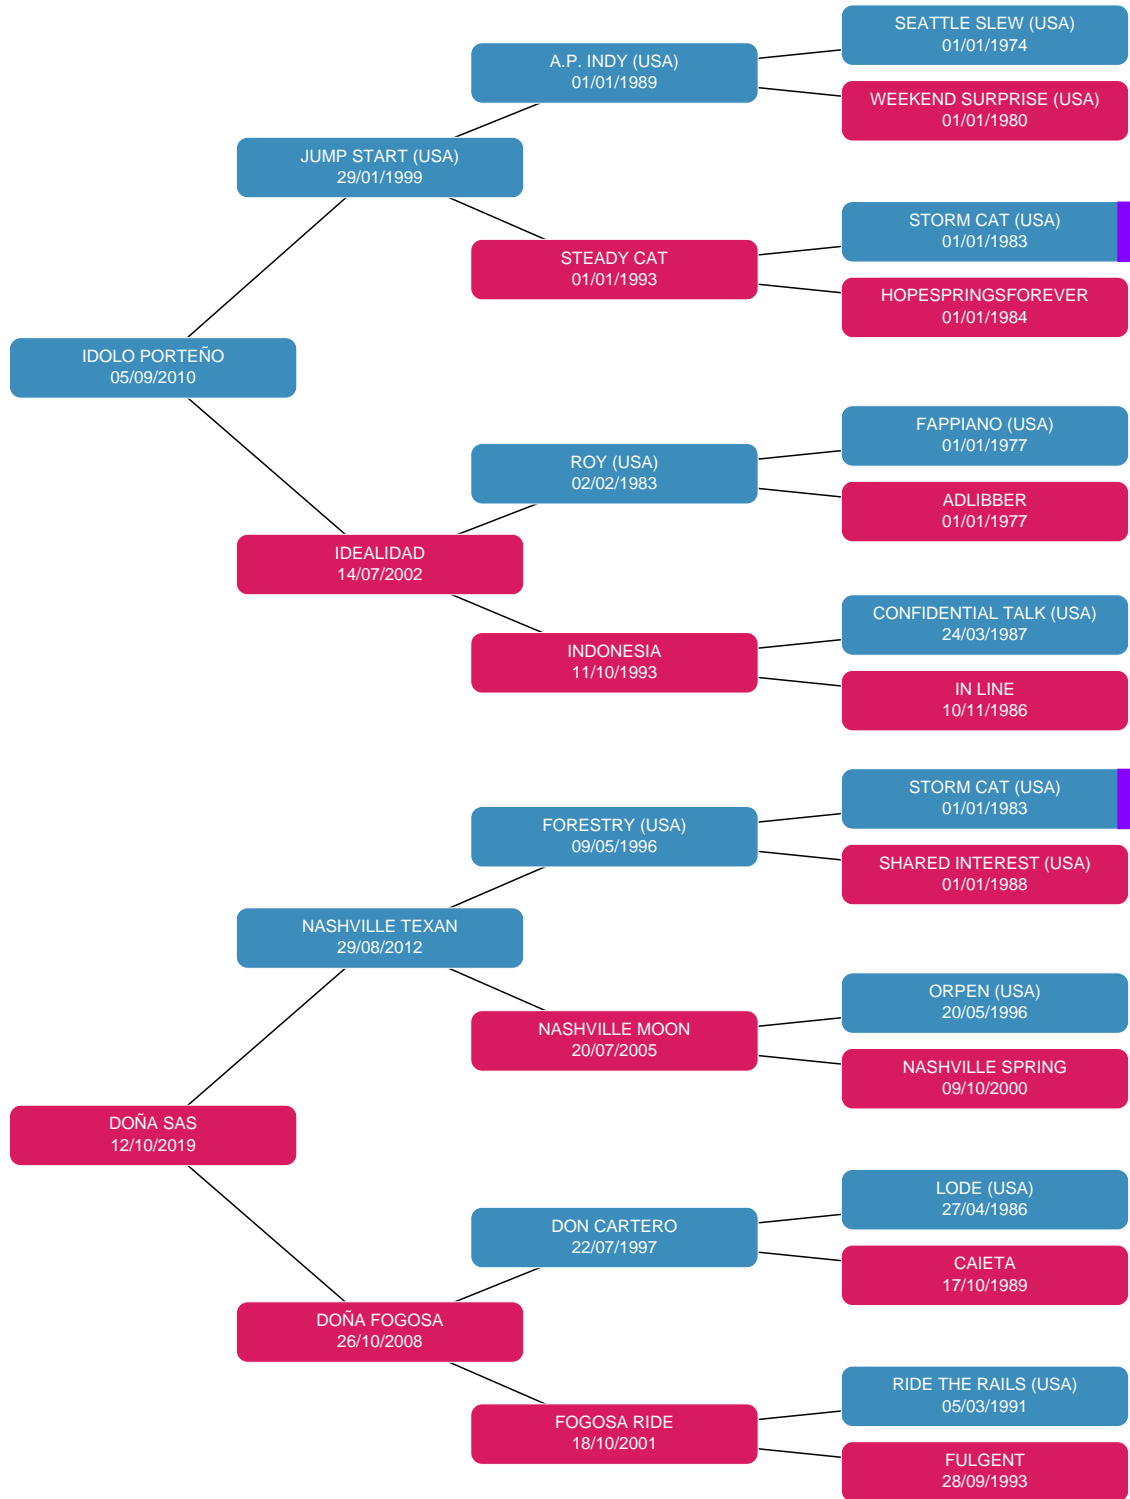 SEATTLE SLEW (USA)
01/01/1974
A.P. INDY (USA)
01/01/1989
WEEKEND SURPRISE (USA)
01/01/1980
JUMP START (USA)
29/01/1999
STORM CAT (USA)
01/01/1983
STEADY CAT
01/01/1993
HOPESPRINGSFOREVER
01/01/1984
IDOLO PORTEÑO
05/09/2010
FAPPIANO (USA)
01/01/1977
ROY (USA)
02/02/1983
ADLIBBER
01/01/1977
IDEALIDAD
14/07/2002
CONFIDENTIAL TALK (USA)
24/03/1987
INDONESIA
11/10/1993
IN LINE
10/11/1986
STORM CAT (USA)
01/01/1983
FORESTRY (USA)
09/05/1996
SHARED INTEREST (USA)
01/01/1988
NASHVILLE TEXAN
29/08/2012
ORPEN (USA)
20/05/1996
NASHVILLE MOON
20/07/2005
NASHVILLE SPRING
09/10/2000
DOÑA SAS
12/10/2019
LODE (USA)
27/04/1986
DON CARTERO
22/07/1997
CAIETA
17/10/1989
DOÑA FOGOSA
26/10/2008
RIDE THE RAILS (USA)
05/03/1991
FOGOSA RIDE
18/10/2001
FULGENT
28/09/1993